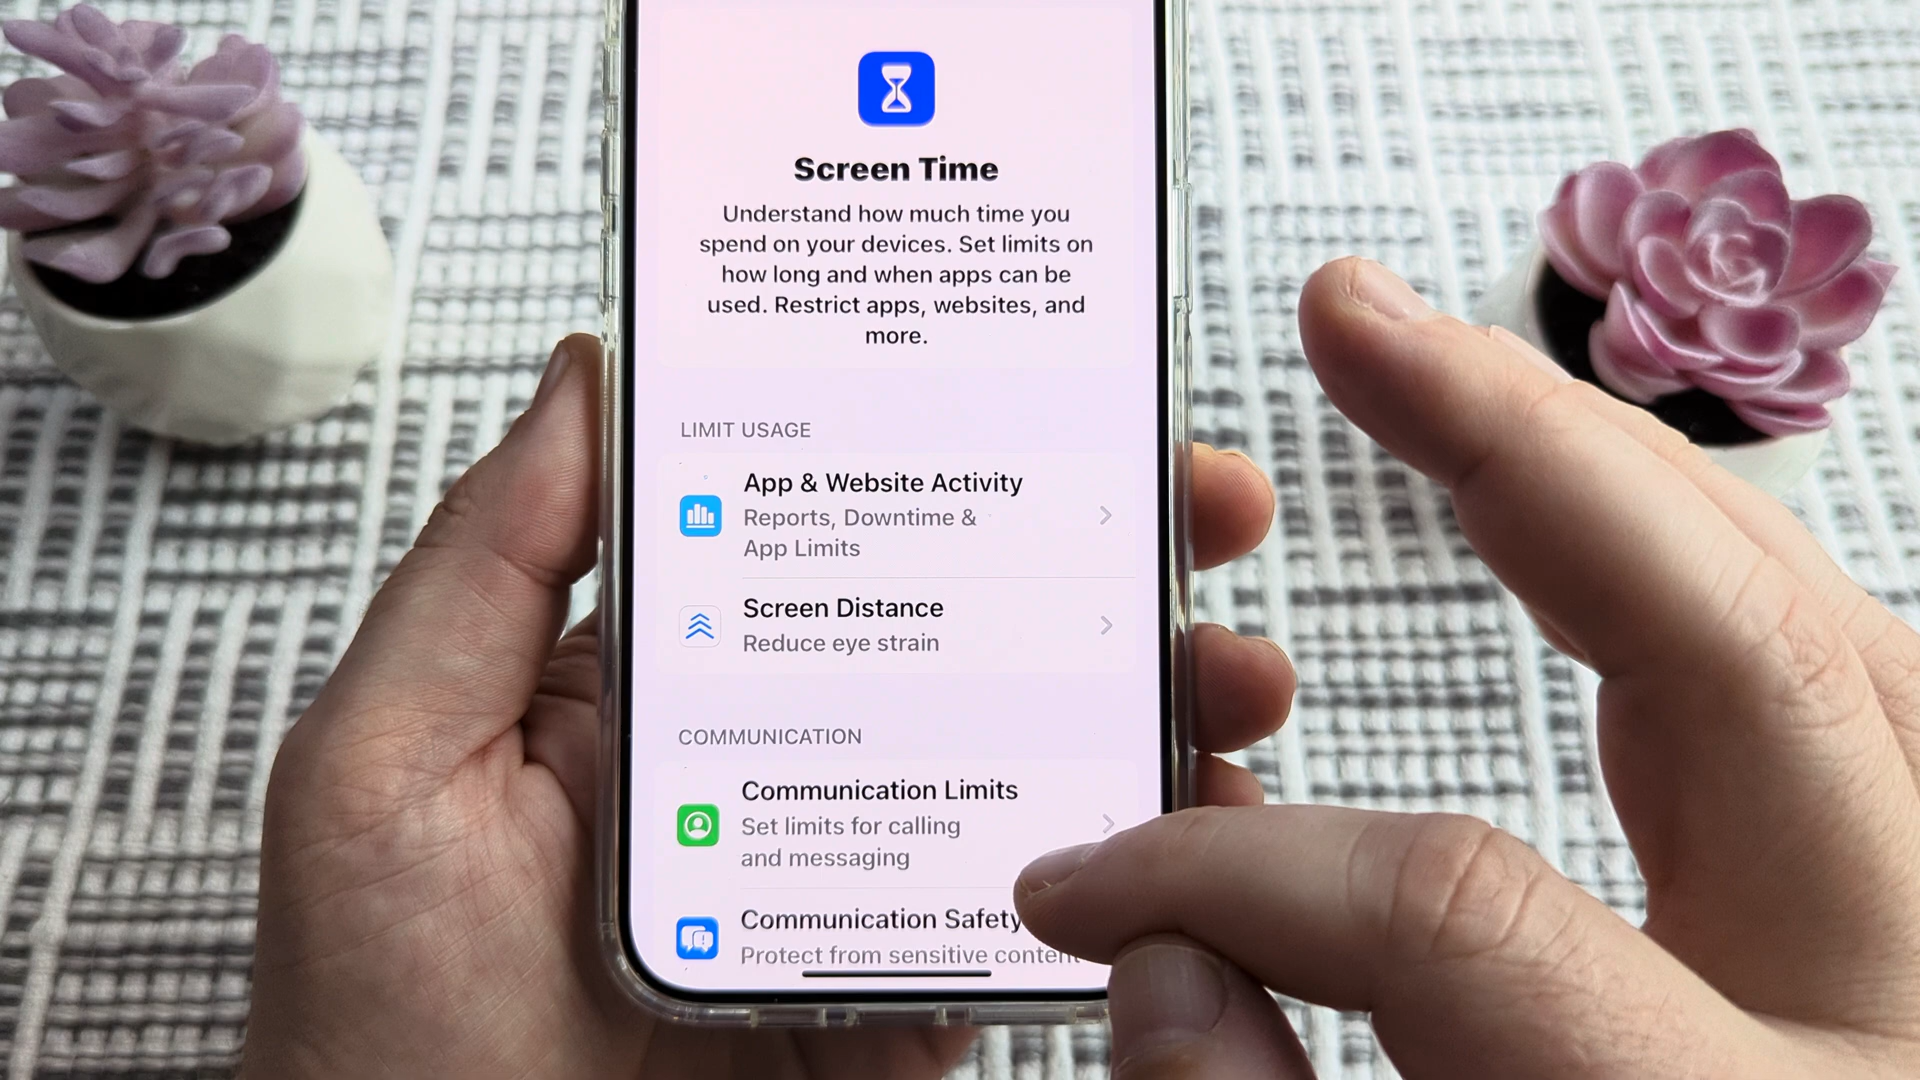 Screen Time
Understand how much time you
spend on your devices. Set limits on
how long and when apps can be
used. Restrict apps, websites, and
more.
LIMIT USAGE
App & Website Activity
Reports, Downtime &
App Limits
Screen Distance
Reduce eye strain
COMMUNICATION
Communication Limits
Set limits for calling
and messaging
Communication Safety
Protect from sensitive content